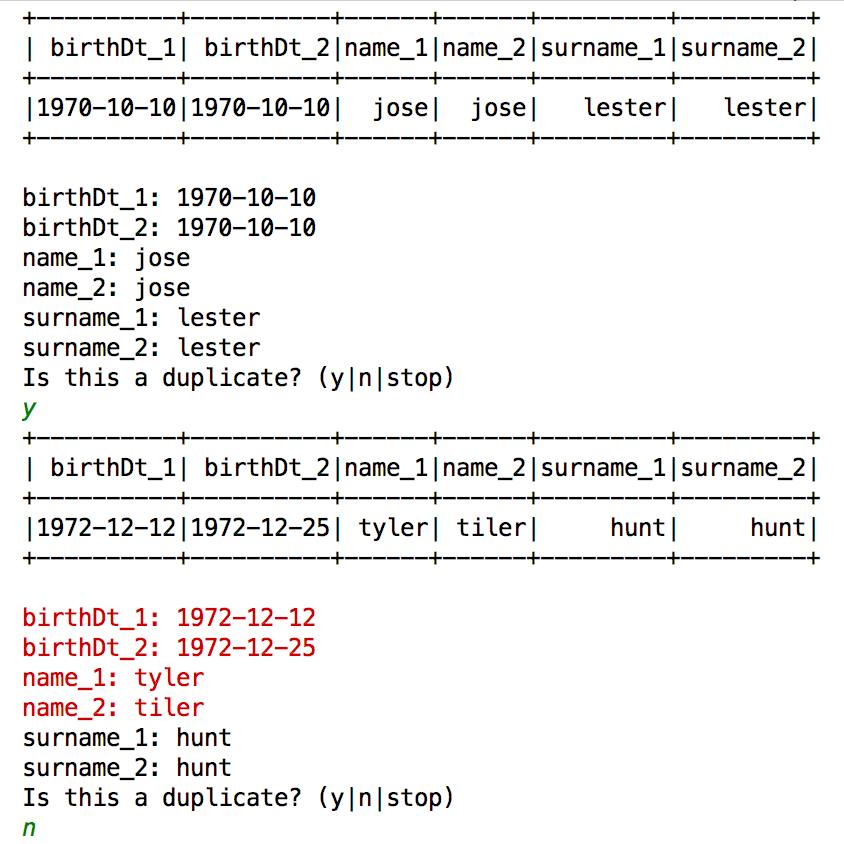 +-----------+-----------+------+------+---------+---------+
| birthDt_1| birthDt_2|name_1|name_2|surname_1|surname_2|
+-----------+-----------+------+------+---------+---------+
|1970-10-10|1970-10-10|  jose|  jose|   lester|   lester|
+-----------+-----------+------+------+---------+---------+
birthDt_1: 1970-10-10
birthDt_2: 1970-10-10
name_1: jose
name_2: jose
surname_1: lester
surname_2: lester
Is this a duplicate? (y|n|stop)
y
+-----------+-----------+------+------+---------+---------+
| birthDt_1| birthDt_2|name_1|name_2|surname_1|surname_2|
+-----------+-----------+------+------+---------+---------+
|1972-12-12|1972-12-25| tyler| tiler|     hunt|     hunt|
+-----------+-----------+------+------+---------+---------+
birthDt_1: 1972-12-12
birthDt_2: 1972-12-25
name_1: tyler
name_2: tiler
surname_1: hunt
surname_2: hunt
Is this a duplicate? (y|n|stop)
n